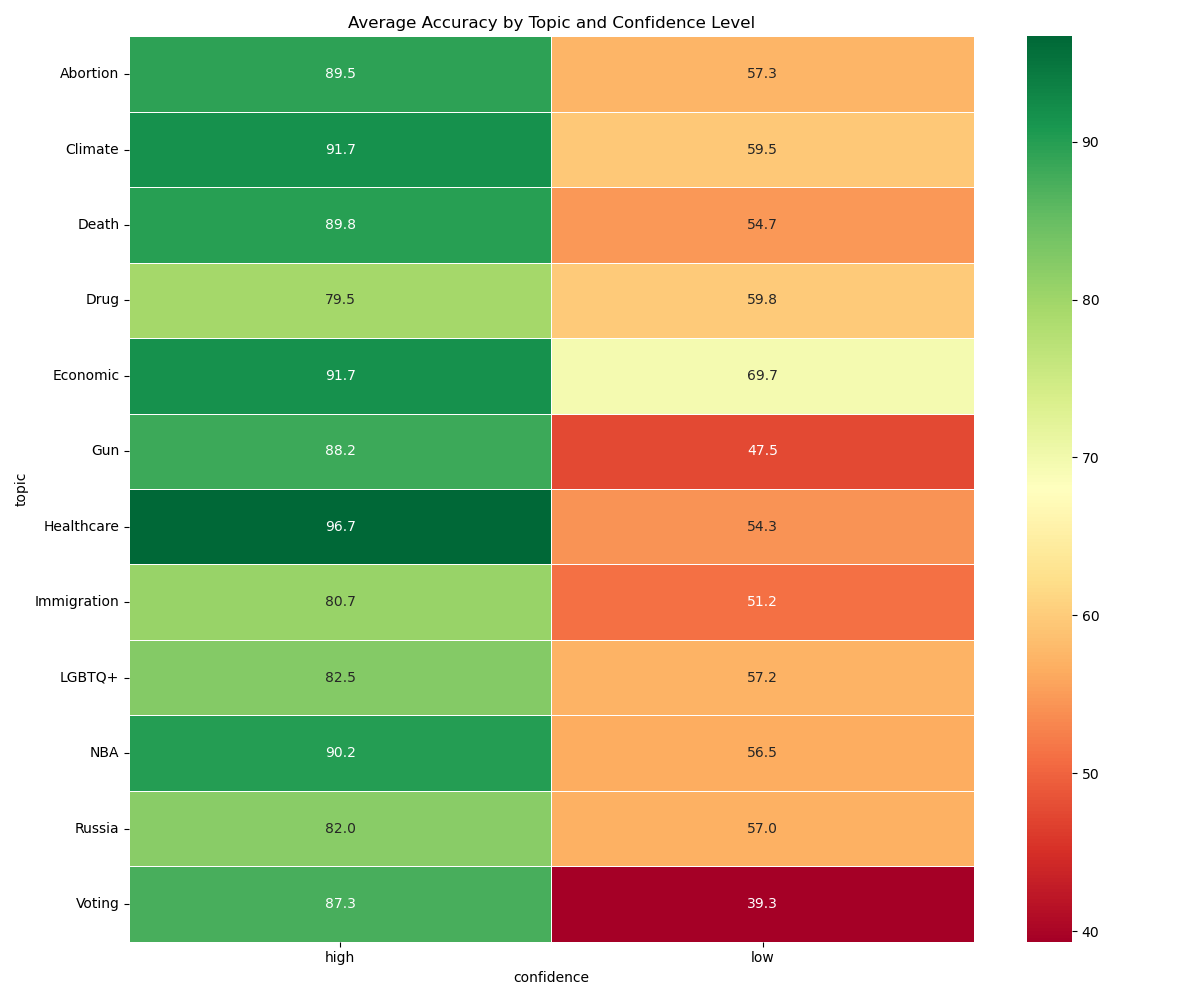 Average Accuracy by Topic and Confidence Level
topic
Abortion 89.5 57.3
Climate 91.7 59.5
Death 89.8 54.7
Drug 79.5 59.8
Economic 91.7 69.7
Gun 88.2 47.5
Healthcare 96.7 54.3
Immigration 80.7 51.2
LGBTQ+ 82.5 57.2
NBA 90.2 56.5
Russia 82.0 57.0
Voting 87.3 39.3
high low
confidence
90
80
70
60
50
40